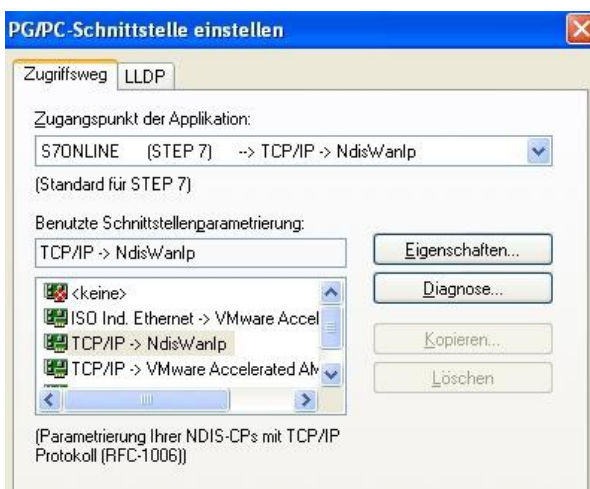 PG/PC-Schnittstelle einstellen
Zugriffsweg LLDP
Zugangspunkt der Applikation:
S7ONLINE (STEP 7) --> TCP/IP -> NdisWanIp
(Standard für STEP 7)
Benutzte Schnittstellenparametrierung:
TCP/IP -> NdisWanIp
Eigenschaften...
Diagnose...
<keine>
ISO Ind. Ethernet -> VMware Accel
TCP/IP -> NdisWanIp
TCP/IP -> VMware Accelerated AM
Kopieren...
Löschen
(Parametrierung Ihrer NDIS-CPs mit TCP/IP
Protokoll (RFC-1006))